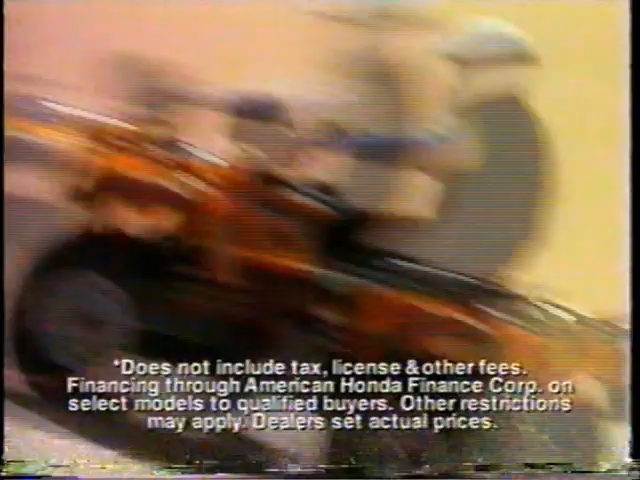 *Does not include tax, license & other fees.
Financing through American Honda Finance Corp. on
select models to qualified buyers. Other restrictions
may apply. Dealers set actual prices.